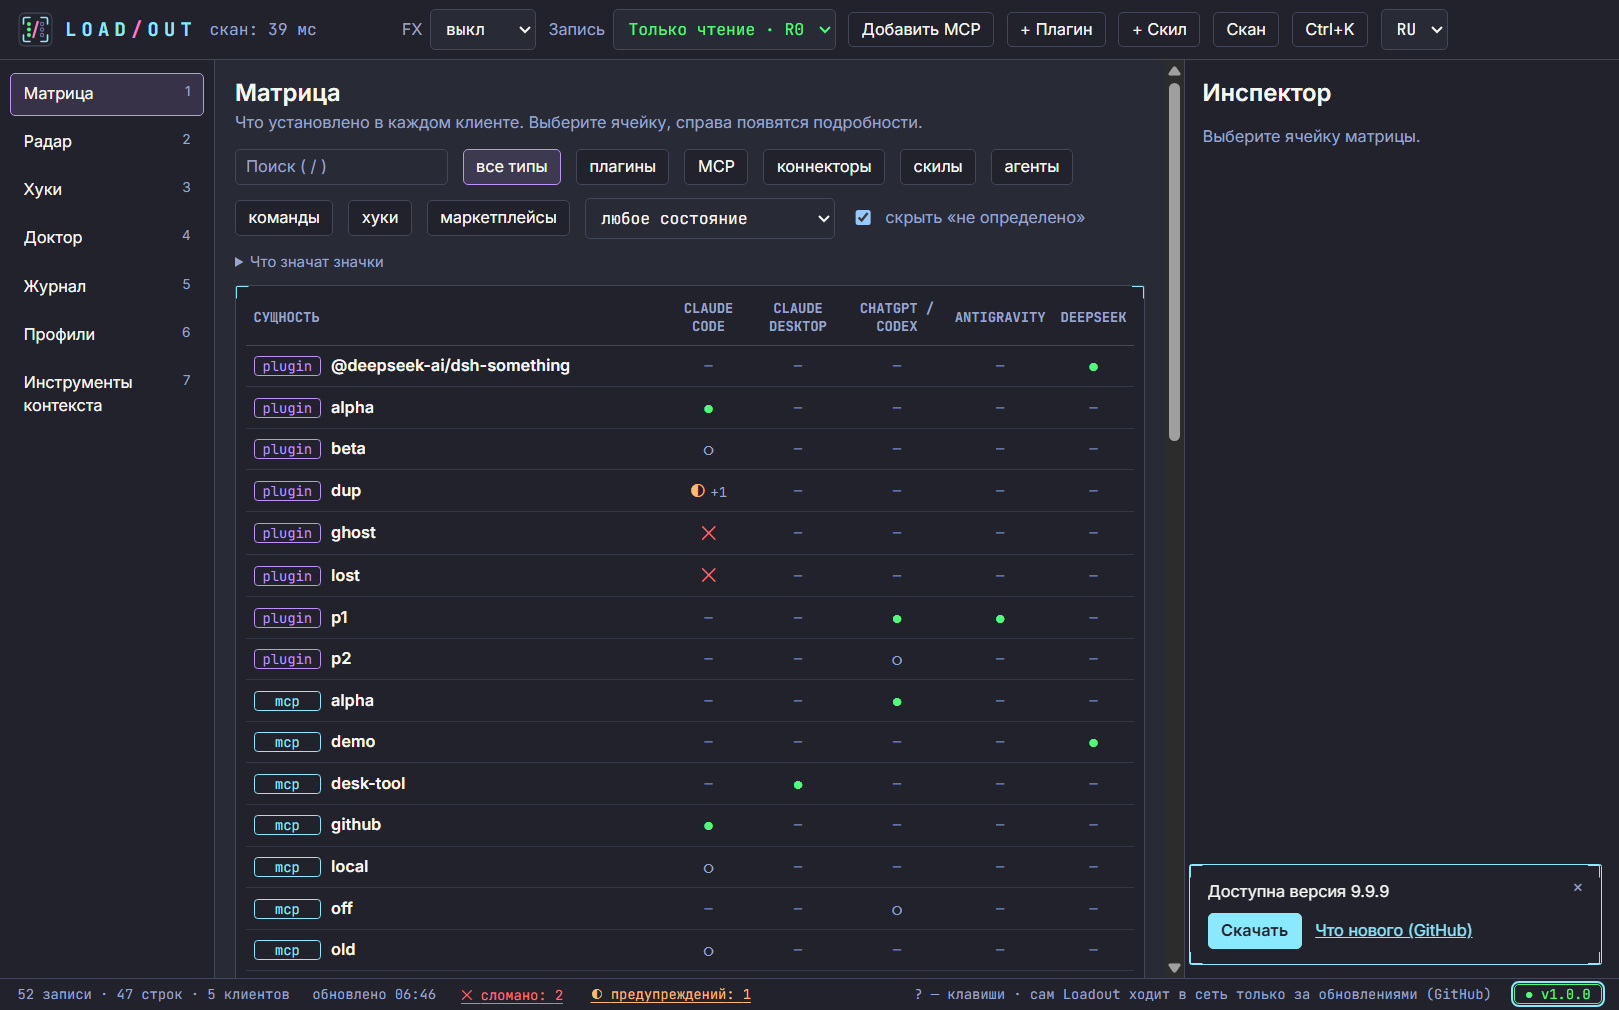 LOAD/OUT скан: 39 мс FX выкл Запись Только чтение · R0 Добавить MCP + Плагин + Скил Скан Ctrl+K RU
Матрица 1
Радар 2
Хуки 3
Доктор 4
Журнал 5
Профили 6
Инструменты 7
контекста
Матрица
Что установлено в каждом клиенте. Выберите ячейку, справа появятся подробности.
Поиск ( / ) все типы плагины MCP коннекторы скилы агенты
команды хуки маркетплейсы любое состояние скрыть «не определено»
Что значат значки
СУЩНОСТЬ CLAUDE CODE CLAUDE DESKTOP CHATGPT / CODEX ANTIGRAVITY DEEPSEEK
plugin @deepseek-ai/dsh-something – – – – ●
plugin alpha ● – – – –
plugin beta ○ – – – –
plugin dup ◐ +1 – – – –
plugin ghost ✕ – – – –
plugin lost ✕ – – – –
plugin p1 – – ● ● –
plugin p2 – – ○ – –
mcp alpha – – ● – –
mcp demo – – – – ●
mcp desk-tool – ● – – –
mcp github ● – – – –
mcp local ○ – – – –
mcp off – – ○ – –
mcp old ○ – – – –
Инспектор
Выберите ячейку матрицы.
Доступна версия 9.9.9 ×
Скачать Что нового (GitHub)
52 записи · 47 строк · 5 клиентов обновлено 06:46 ✕ сломано: 2 ◐ предупреждений: 1 ? — клавиши · сам Loadout ходит в сеть только за обновлениями (GitHub) ● v1.0.0